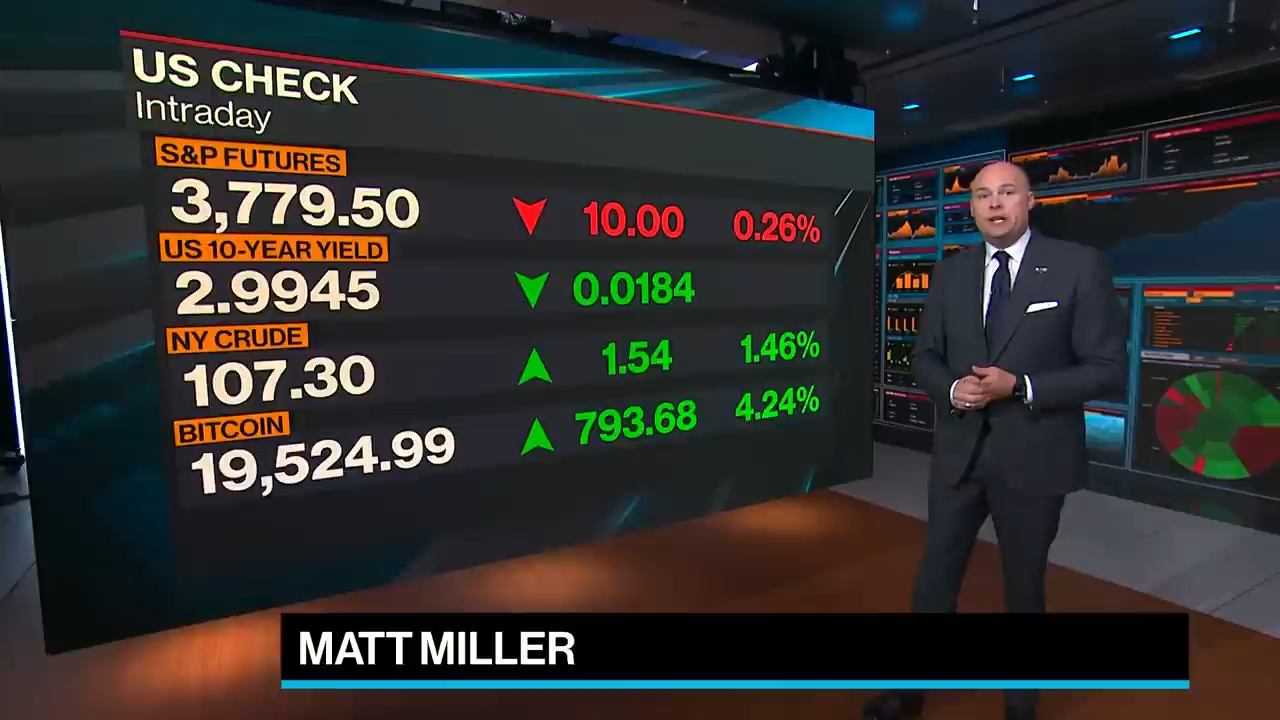 US CHECK
Intraday
S&P FUTURES
3,779.50 10.00 0.26%
US 10-YEAR YIELD
2.9945 0.0184
NY CRUDE
107.30 1.54 1.46%
BITCOIN
19,524.99 793.68 4.24%
MATT MILLER